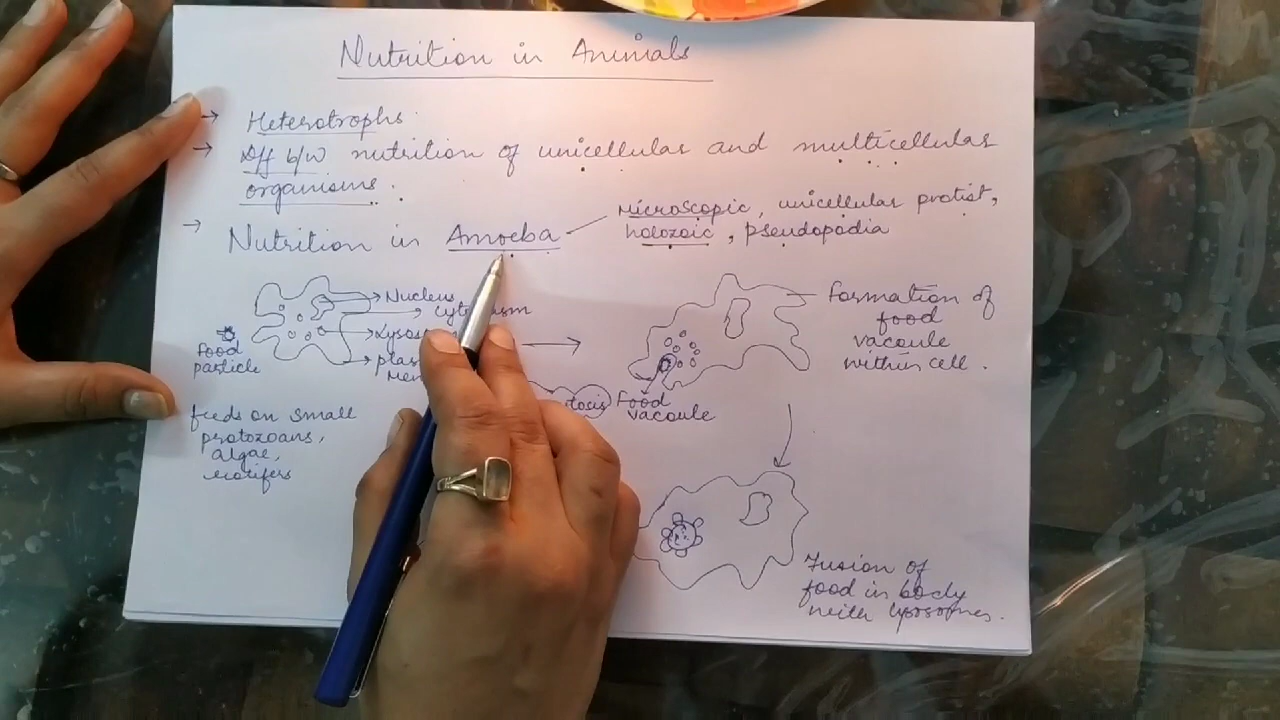 Nutrition in Animals
→ Heterotrophs.
→ Diff b/w nutrition of unicellular and multicellular
organisms.
→ Nutrition in Amoeba
microscopic, unicellular protist,
holozoic, pseudopodia
Nucleus
Food
particle
feeds on small
protozoans,
algae,
rotifers
Food
vacoule
Formation of
food
vacoule
within cell.
Fusion of
food in body
with lysosomes.